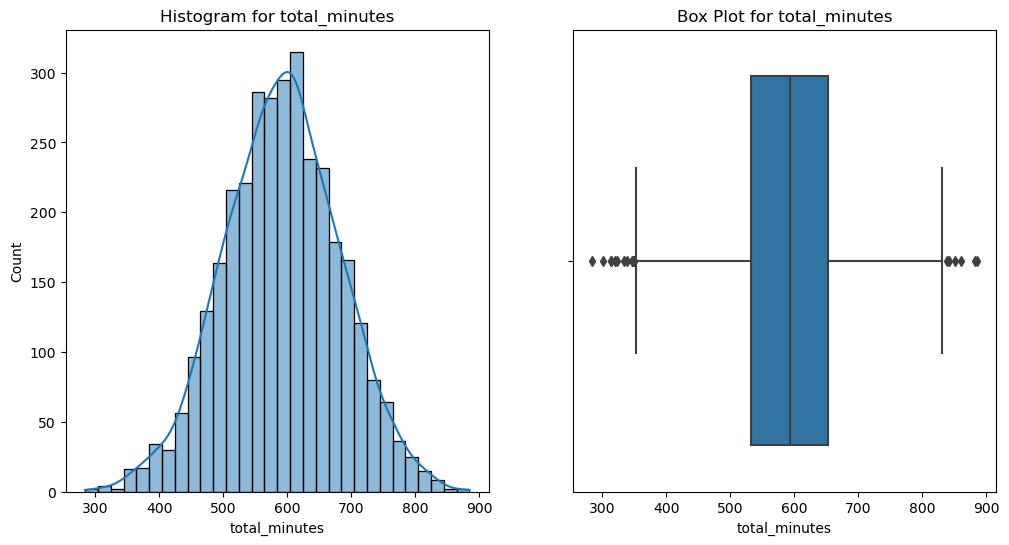 Histogram for total_minutes
300
250
200
150
100
50
0
Count
300 400 500 600 700 800 900
total_minutes
Box Plot for total_minutes
300 400 500 600 700 800 900
total_minutes